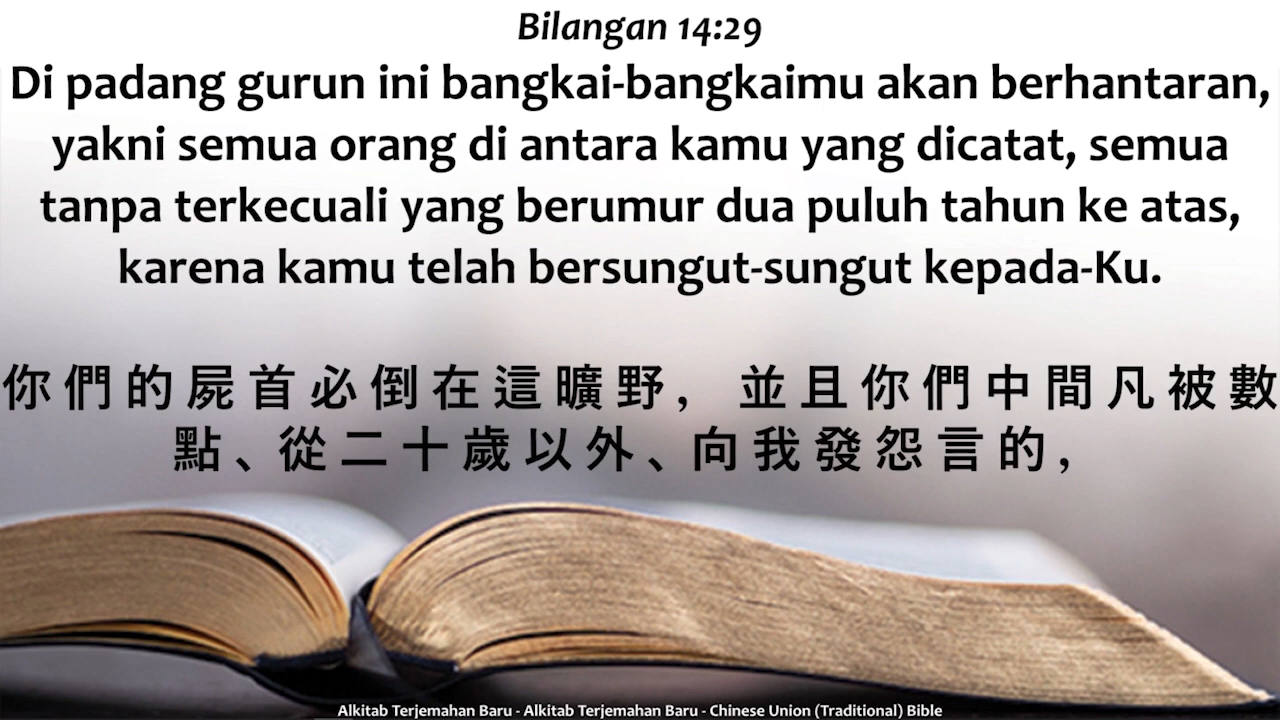 Bilangan 14:29
Di padang gurun ini bangkai-bangkaimu akan berhantaran,
yakni semua orang di antara kamu yang dicatat, semua
tanpa terkecuali yang berumur dua puluh tahun ke atas,
karena kamu telah bersungut-sungut kepada-Ku.
你們的屍首必倒在這曠野, 並且你們中間凡被數
點、從二十歲以外、向我發怨言的,
Alkitab Terjemahan Baru - Alkitab Terjemahan Baru - Chinese Union (Traditional) Bible